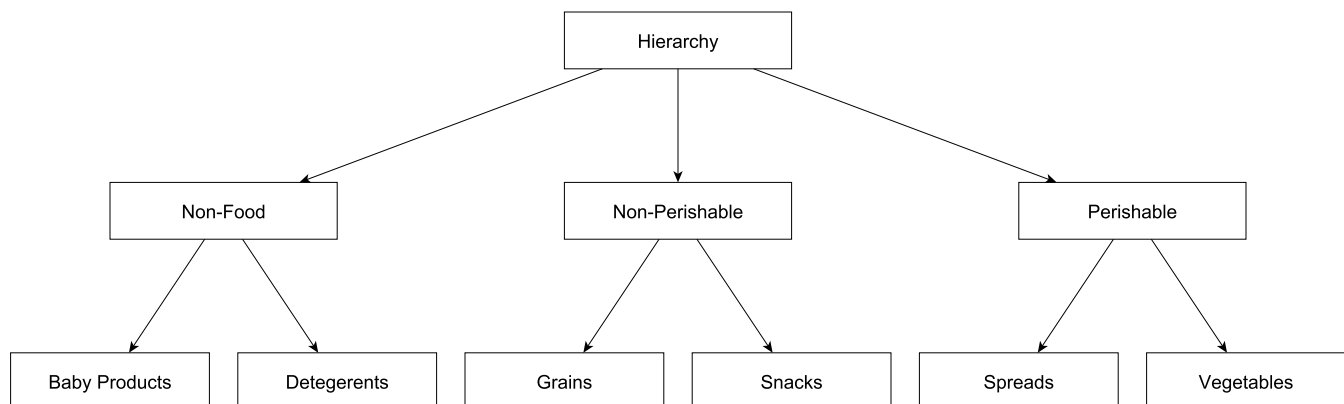 Hierarchy
Non-Food
Non-Perishable
Perishable
Baby Products
Detegerents
Grains
Snacks
Spreads
Vegetables